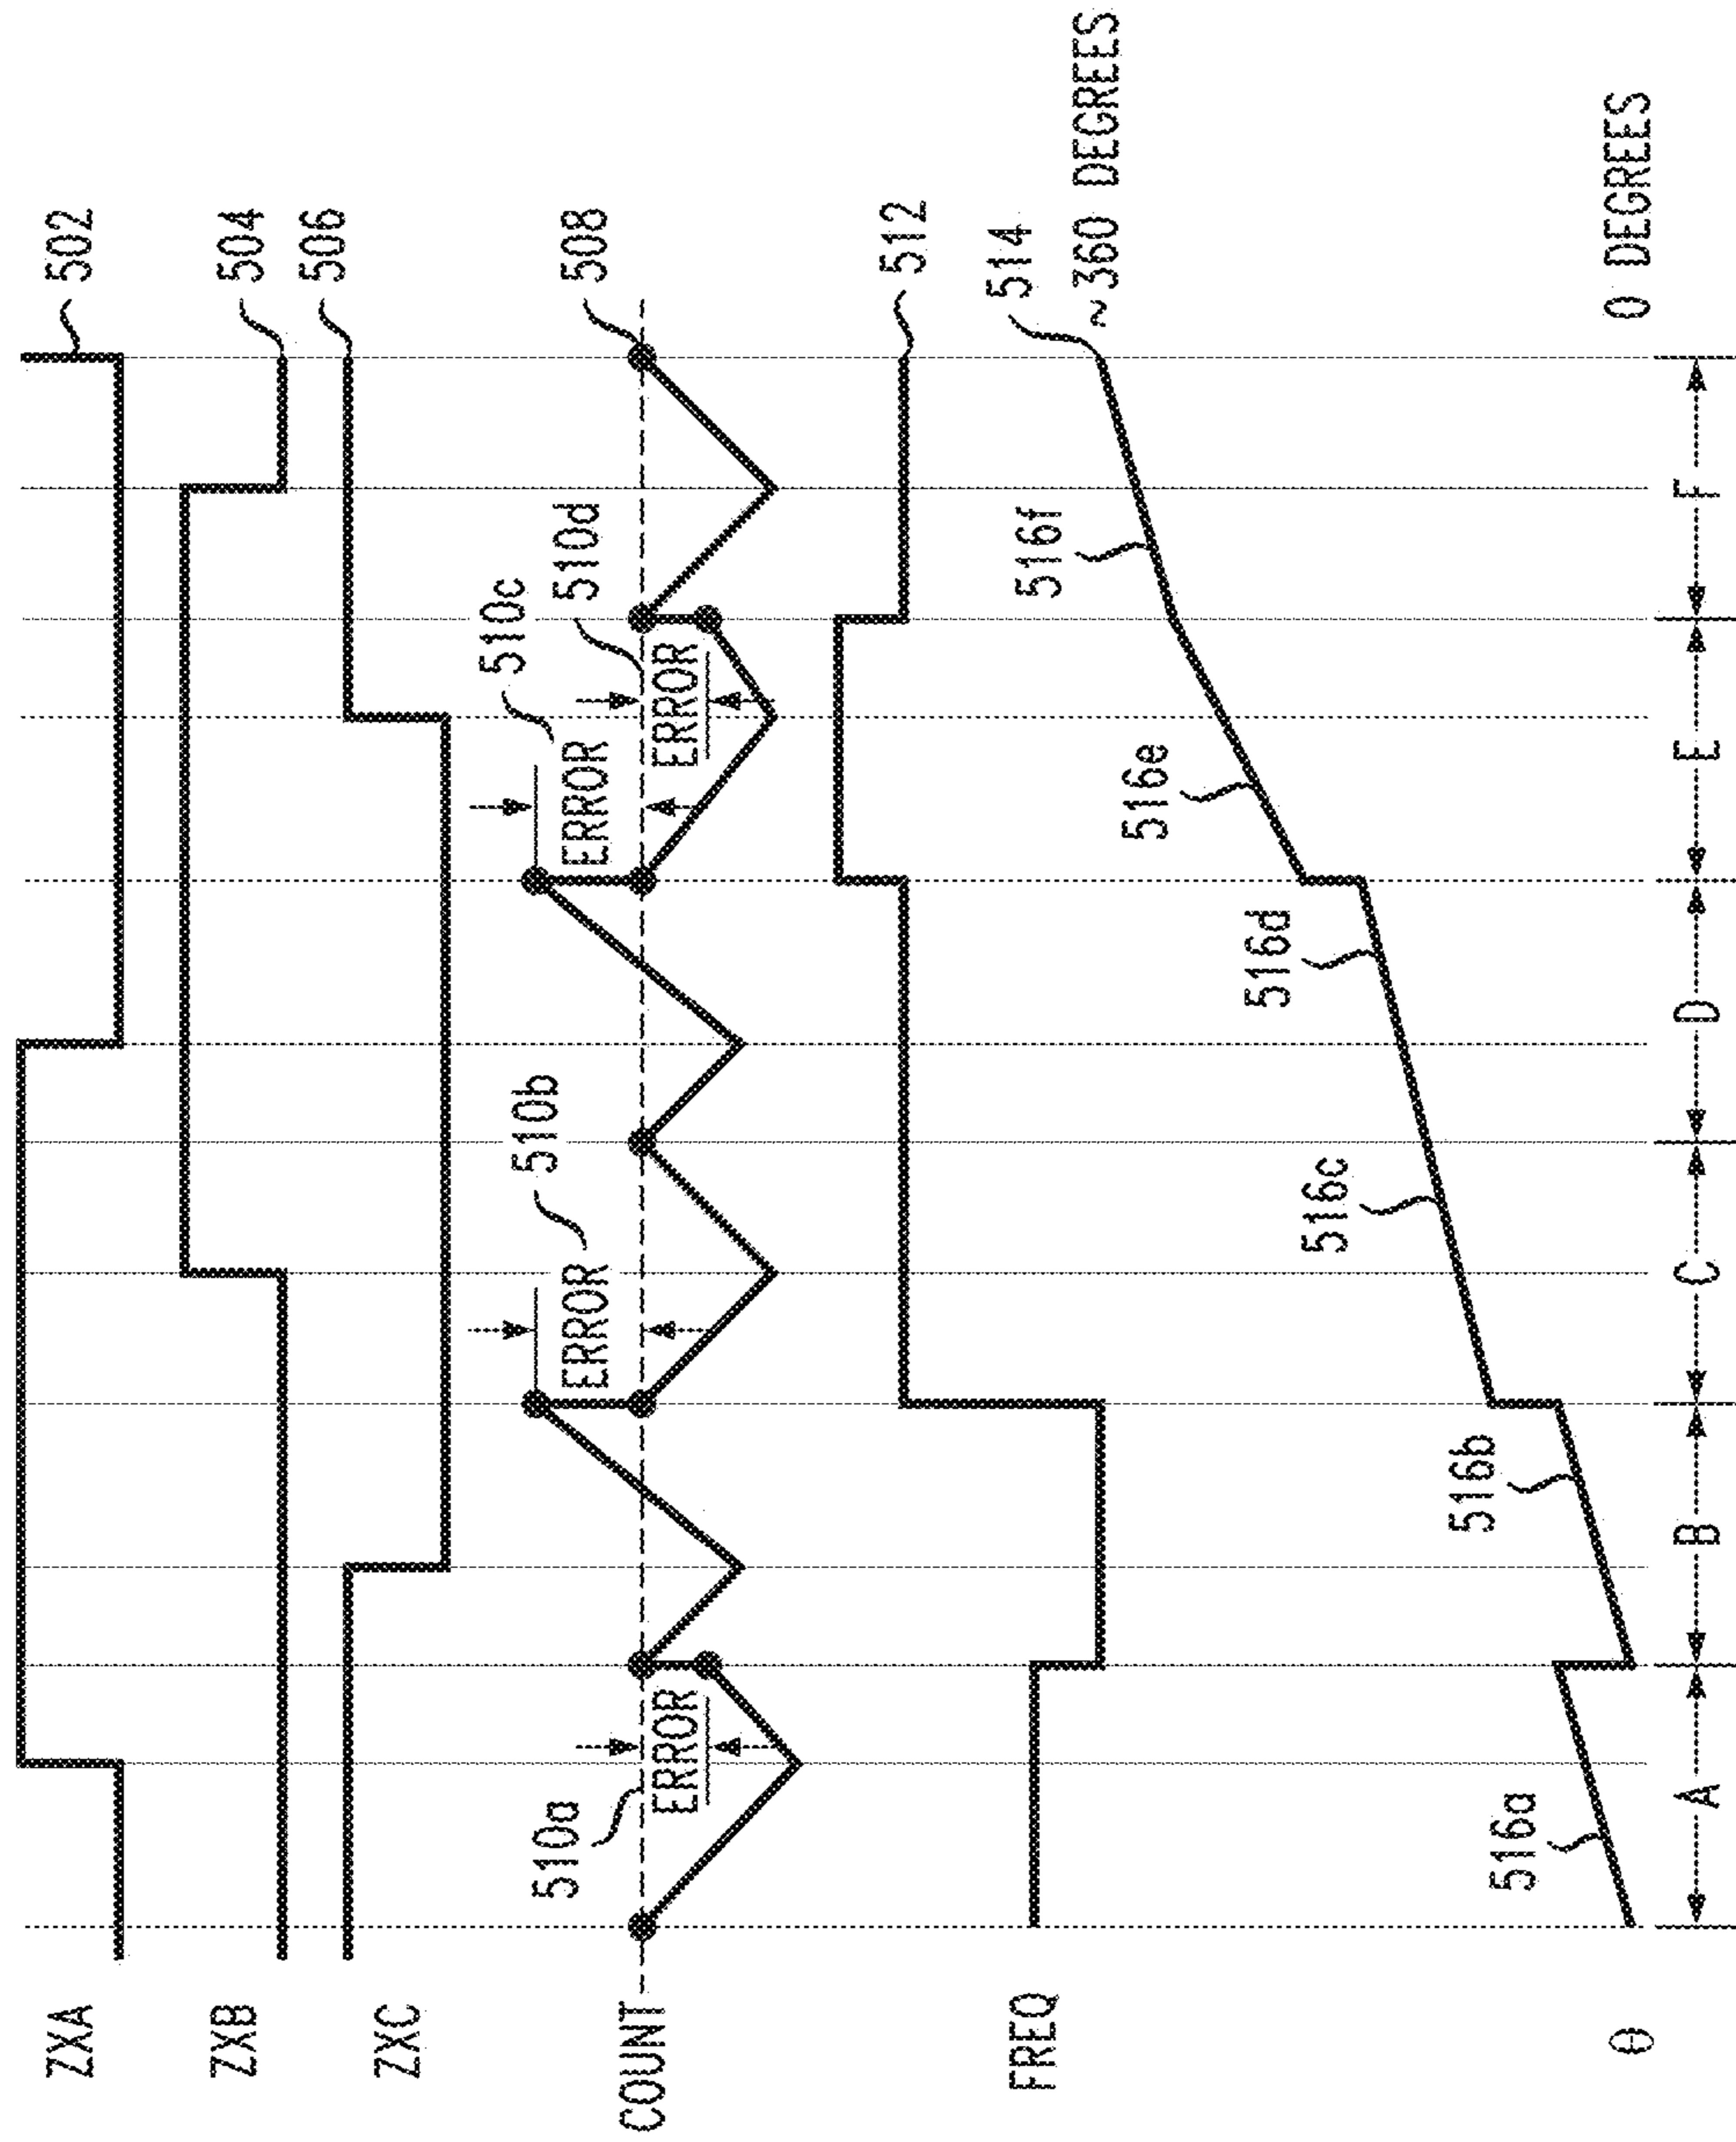 ZXA
502
ZXB
504
ZXC
506
COUNT
508
510a
ERROR
510b
ERROR
510c
ERROR
510d
ERROR
FREQ
512
θ
514
~360 DEGREES
0 DEGREES
516a
516b
516c
516d
516e
516f
A
B
C
D
E
F